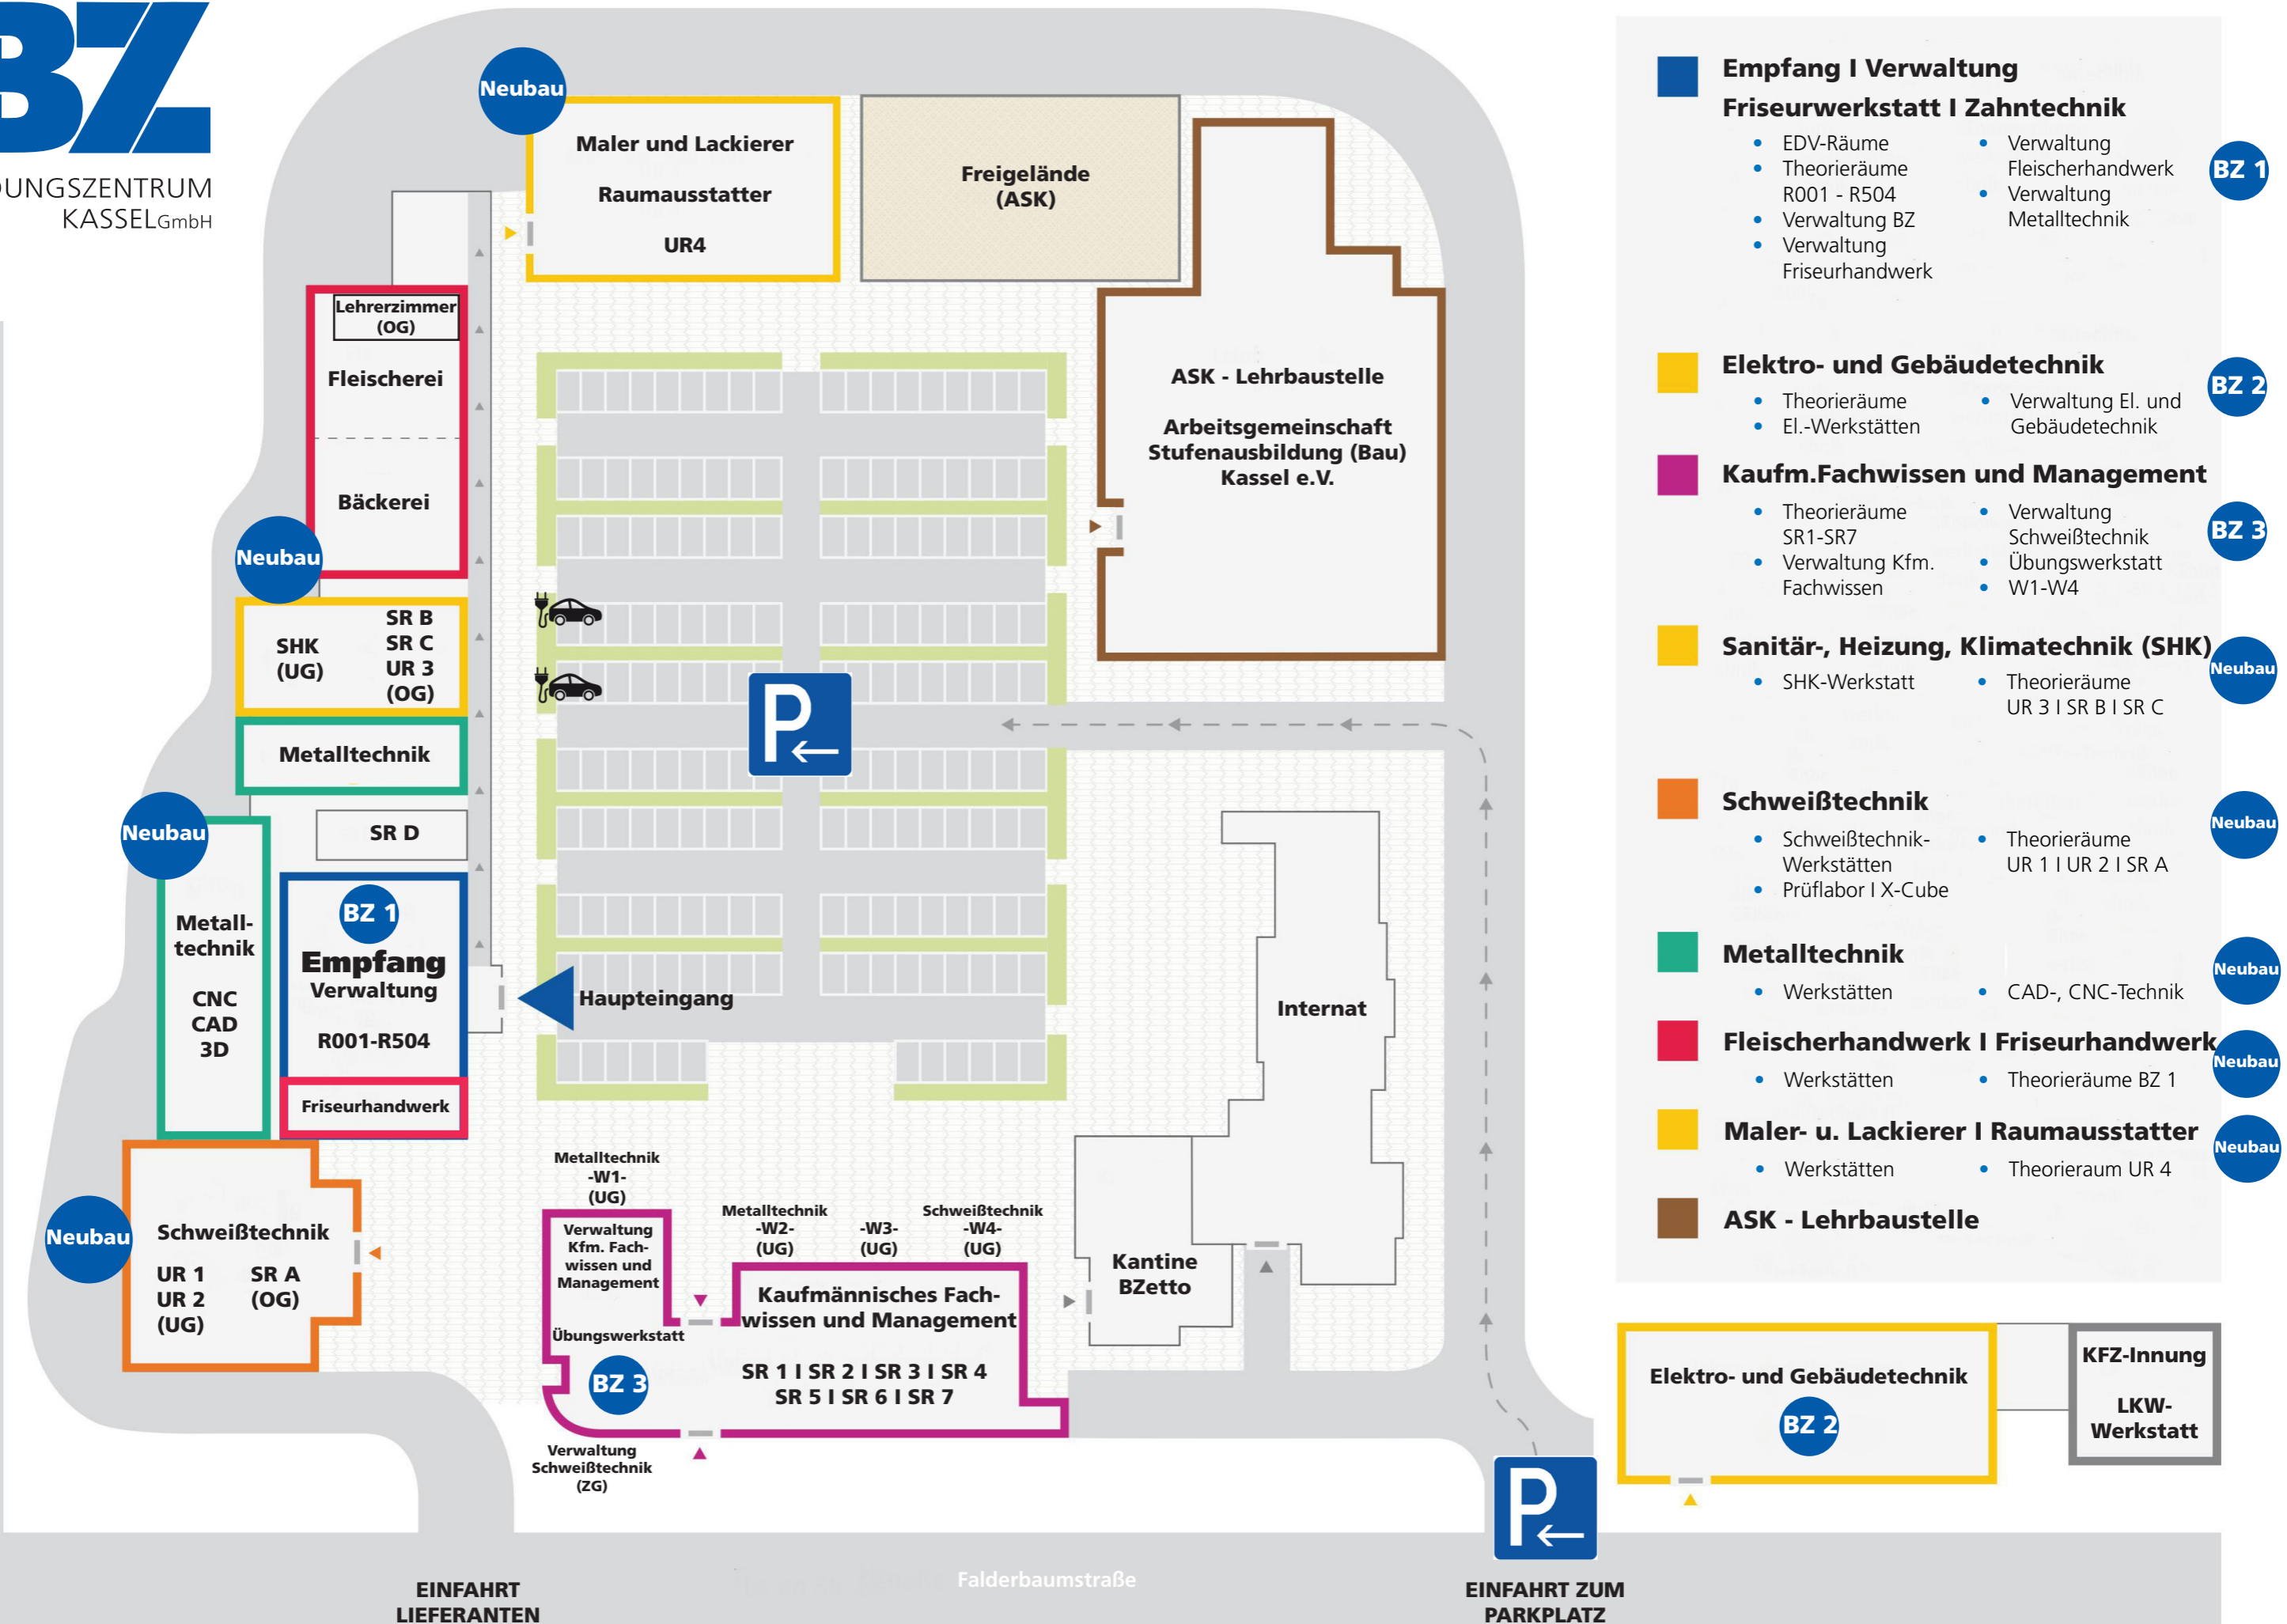 BZ
DUNGSZENTRUM
KASSEL GmbH
Neubau
Maler und Lackierer
Raumausstatter
UR4
Freigelände
(ASK)
Lehrerzimmer
(OG)
Fleischerei
Bäckerei
Neubau
SHK
(UG)
SR B
SR C
UR 3
(OG)
Metalltechnik
SR D
Neubau
Metall-
technik
CNC
CAD
3D
BZ 1
Empfang
Verwaltung
R001-R504
Friseurhandwerk
Haupteingang
P
ASK - Lehrbaustelle
Arbeitsgemeinschaft
Stufenausbildung (Bau)
Kassel e.V.
Internat
Kantine
BZetto
Neubau
Schweißtechnik
UR 1
UR 2
(UG)
SR A
(OG)
Metalltechnik
-W1-
(UG)
Metalltechnik
-W2-
(UG)
-W3-
(UG)
Schweißtechnik
-W4-
(UG)
Verwaltung
Kfm. Fach-
wissen und
Management
Übungswerkstatt
BZ 3
Kaufmännisches Fach-
wissen und Management
SR 1 I SR 2 I SR 3 I SR 4
SR 5 I SR 6 I SR 7
Verwaltung
Schweißtechnik
(ZG)
Empfang I Verwaltung
Friseurwerkstatt I Zahntechnik
• EDV-Räume
• Theorieräume
R001 - R504
• Verwaltung BZ
• Verwaltung
Friseurhandwerk
• Verwaltung
Fleischerhandwerk
• Verwaltung
Metalltechnik
BZ 1
Elektro- und Gebäudetechnik
• Theorieräume
• El.-Werkstätten
• Verwaltung El. und
Gebäudetechnik
BZ 2
Kaufm.Fachwissen und Management
• Theorieräume
SR1-SR7
• Verwaltung Kfm.
Fachwissen
• Verwaltung
Schweißtechnik
• Übungswerkstatt
• W1-W4
BZ 3
Sanitär-, Heizung, Klimatechnik (SHK)
• SHK-Werkstatt
• Theorieräume
UR 3 I SR B I SR C
Neubau
Schweißtechnik
• Schweißtechnik-
Werkstätten
• Prüflabor I X-Cube
• Theorieräume
UR 1 I UR 2 I SR A
Neubau
Metalltechnik
• Werkstätten
• CAD-, CNC-Technik
Neubau
Fleischerhandwerk I Friseurhandwerk
• Werkstätten
• Theorieräume BZ 1
Neubau
Maler- u. Lackierer I Raumausstatter
• Werkstätten
• Theorieraum UR 4
Neubau
ASK - Lehrbaustelle
Elektro- und Gebäudetechnik
BZ 2
KFZ-Innung
LKW-
Werkstatt
P
EINFAHRT
LIEFERANTEN
Falderbaumstraße
EINFAHRT ZUM
PARKPLATZ